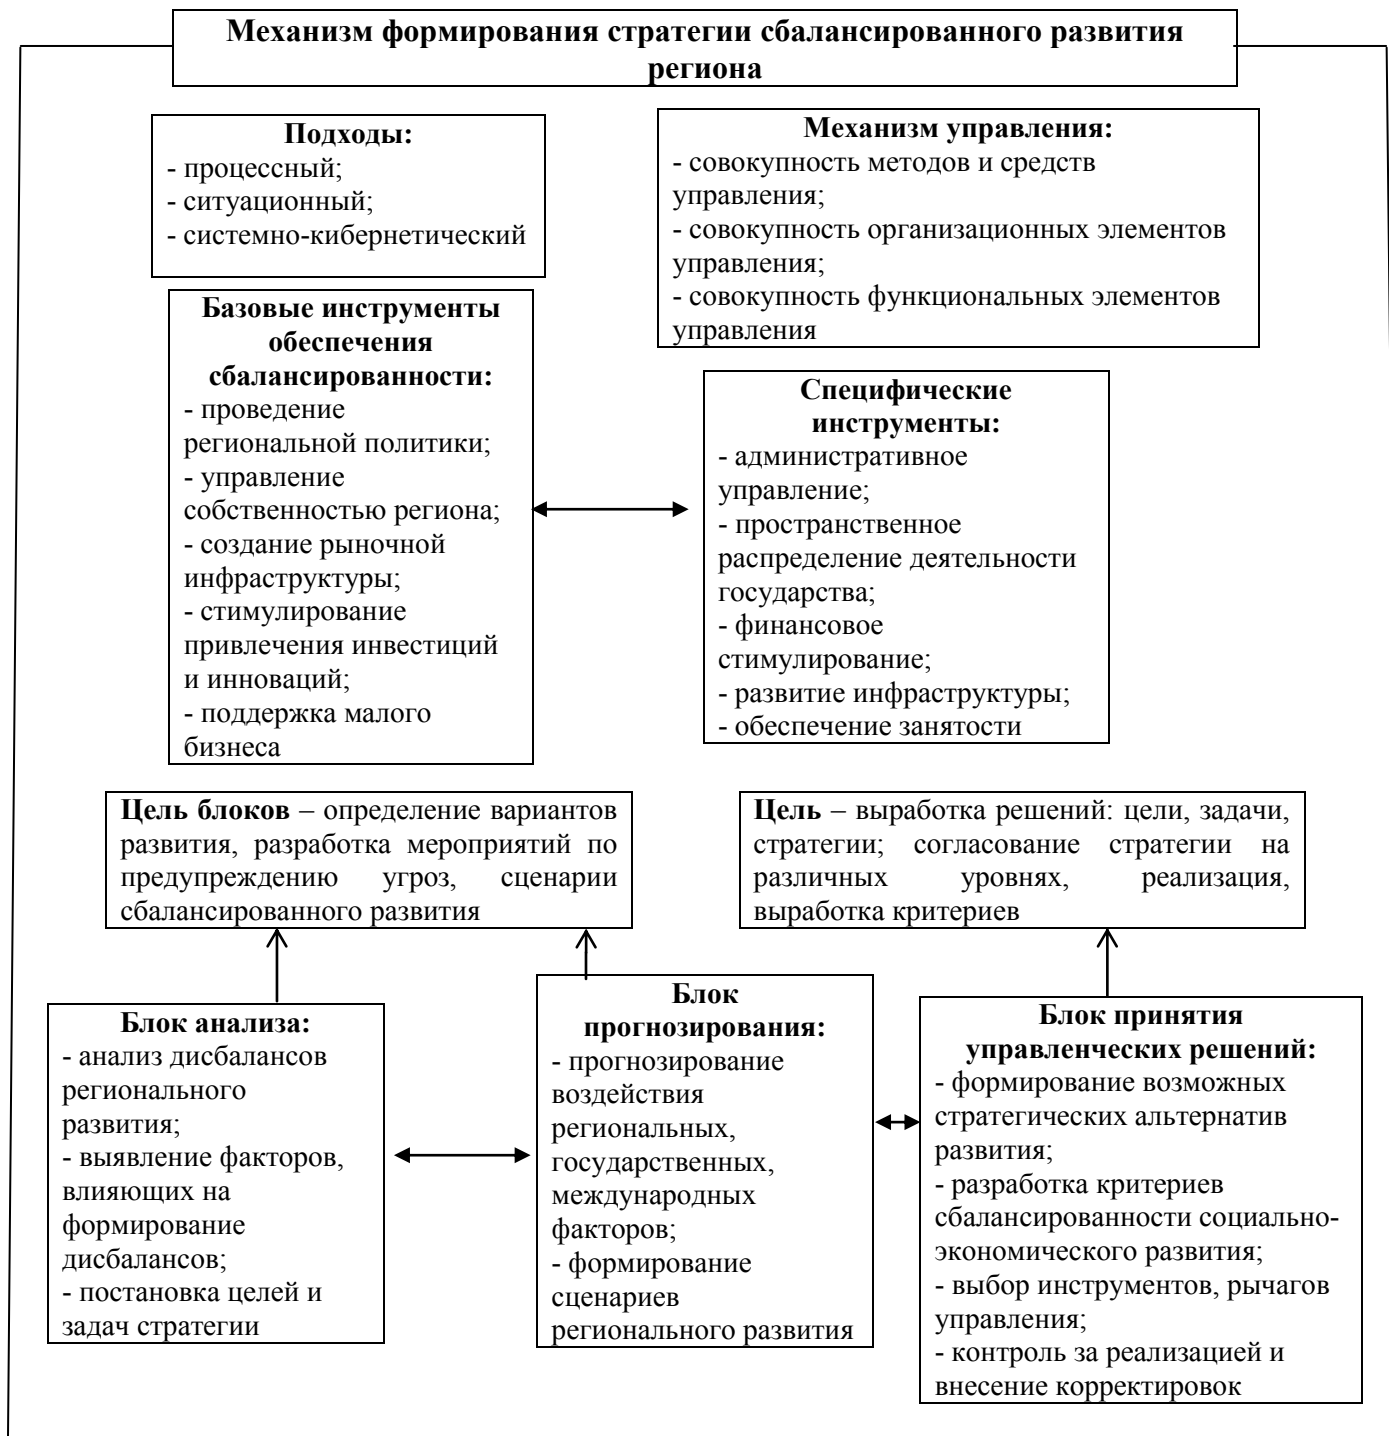 Механизм формирования стратегии сбалансированного развития
региона
Подходы:
- процессный;
- ситуационный;
- системно-кибернетический
Механизм управления:
- совокупность методов и средств
управления;
- совокупность организационных элементов
управления;
- совокупность функциональных элементов
управления
Базовые инструменты
обеспечения
сбалансированности:
- проведение
региональной политики;
- управление
собственностью региона;
- создание рыночной
инфраструктуры;
- стимулирование
привлечения инвестиций
и инноваций;
- поддержка малого
бизнеса
Специфические
инструменты:
- административное
управление;
- пространственное
распределение деятельности
государства;
- финансовое
стимулирование;
- развитие инфраструктуры;
- обеспечение занятости
Цель блоков – определение вариантов
развития, разработка мероприятий по
предупреждению угроз, сценарии
сбалансированного развития
Цель – выработка решений: цели, задачи,
стратегии; согласование стратегии на
различных уровнях, реализация,
выработка критериев
Блок анализа:
- анализ дисбалансов
регионального
развития;
- выявление факторов,
влияющих на
формирование
дисбалансов;
- постановка целей и
задач стратегии
Блок
прогнозирования:
- прогнозирование
воздействия
региональных,
государственных,
международных
факторов;
- формирование
сценариев
регионального развития
Блок принятия
управленческих решений:
- формирование возможных
стратегических альтернатив
развития;
- разработка критериев
сбалансированности социально-
экономического развития;
- выбор инструментов, рычагов
управления;
- контроль за реализацией и
внесение корректировок